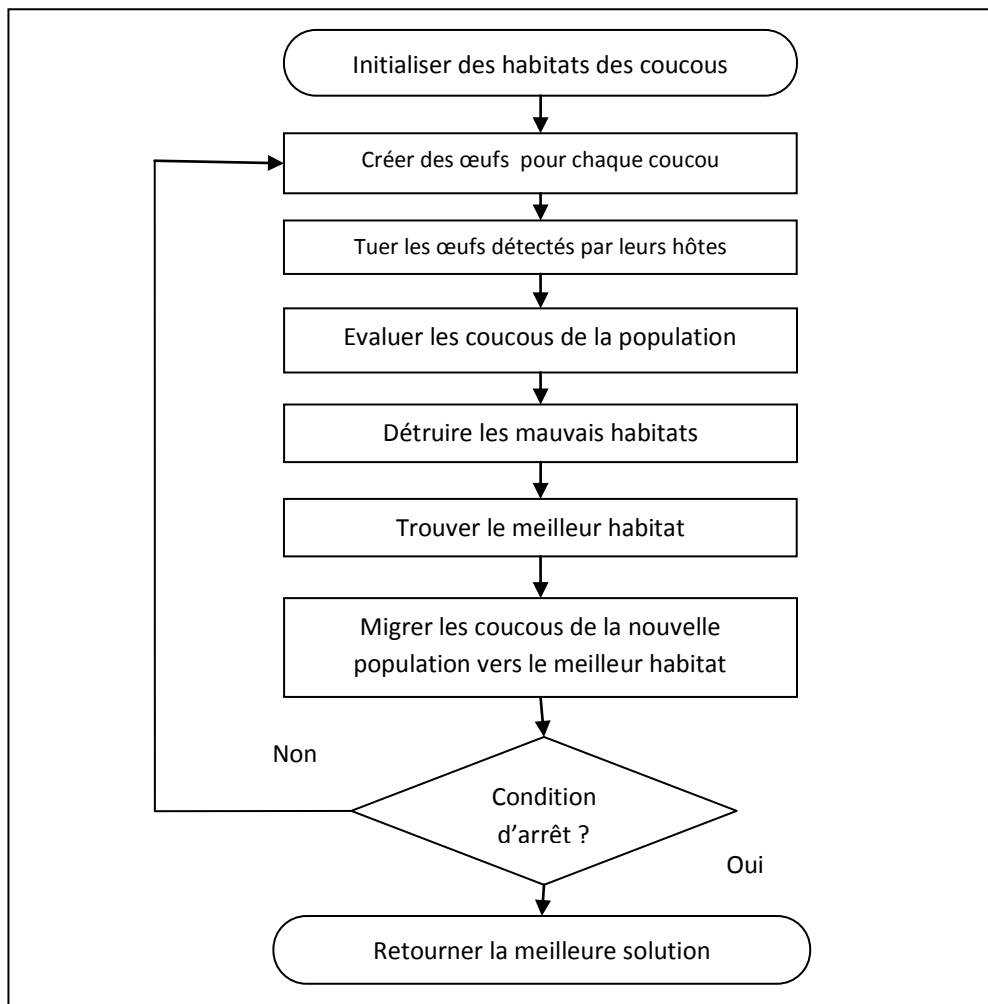 Initialiser des habitats des coucous
Créer des œufs pour chaque coucou
Tuer les œufs détectés par leurs hôtes
Evaluer les coucous de la population
Détruire les mauvais habitats
Trouver le meilleur habitat
Migrer les coucous de la nouvelle
population vers le meilleur habitat
Non
Condition
d'arrêt ?
Oui
Retourner la meilleure solution